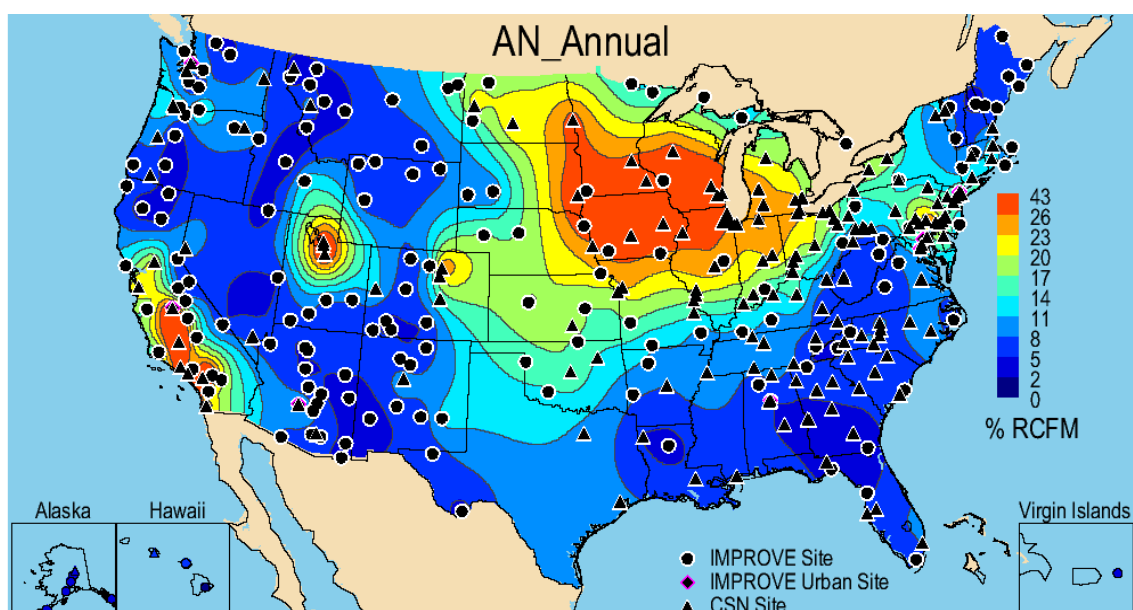 AN_Annual
43
26
23
20
17
14
11
8
5
2
0
% RCFM
Alaska
Hawaii
Virgin Islands
IMPROVE Site
IMPROVE Urban Site
CSN Site